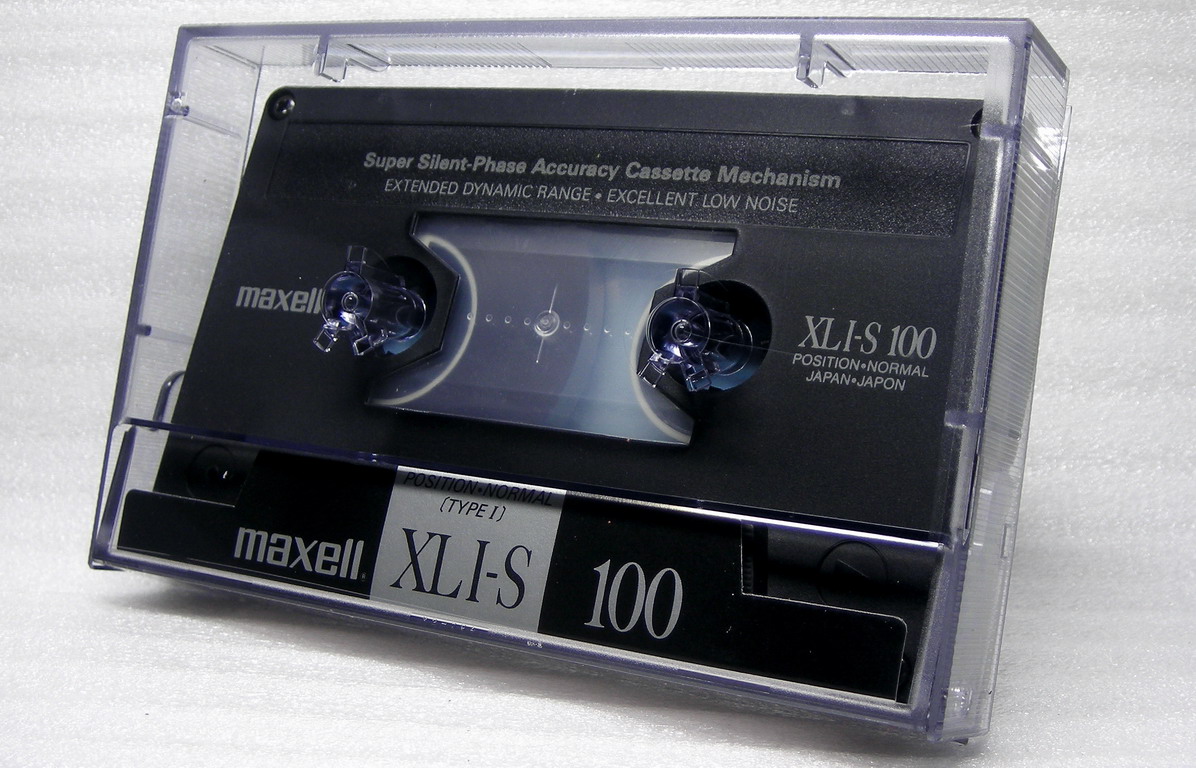 Super Silent-Phase Accuracy Cassette Mechanism
EXTENDED DYNAMIC RANGE • EXCELLENT LOW NOISE
maxell
XLI-S 100
POSITION•NORMAL
JAPAN•JAPON
POSITION•NORMAL
(TYPE I)
maxell
XLI-S
100